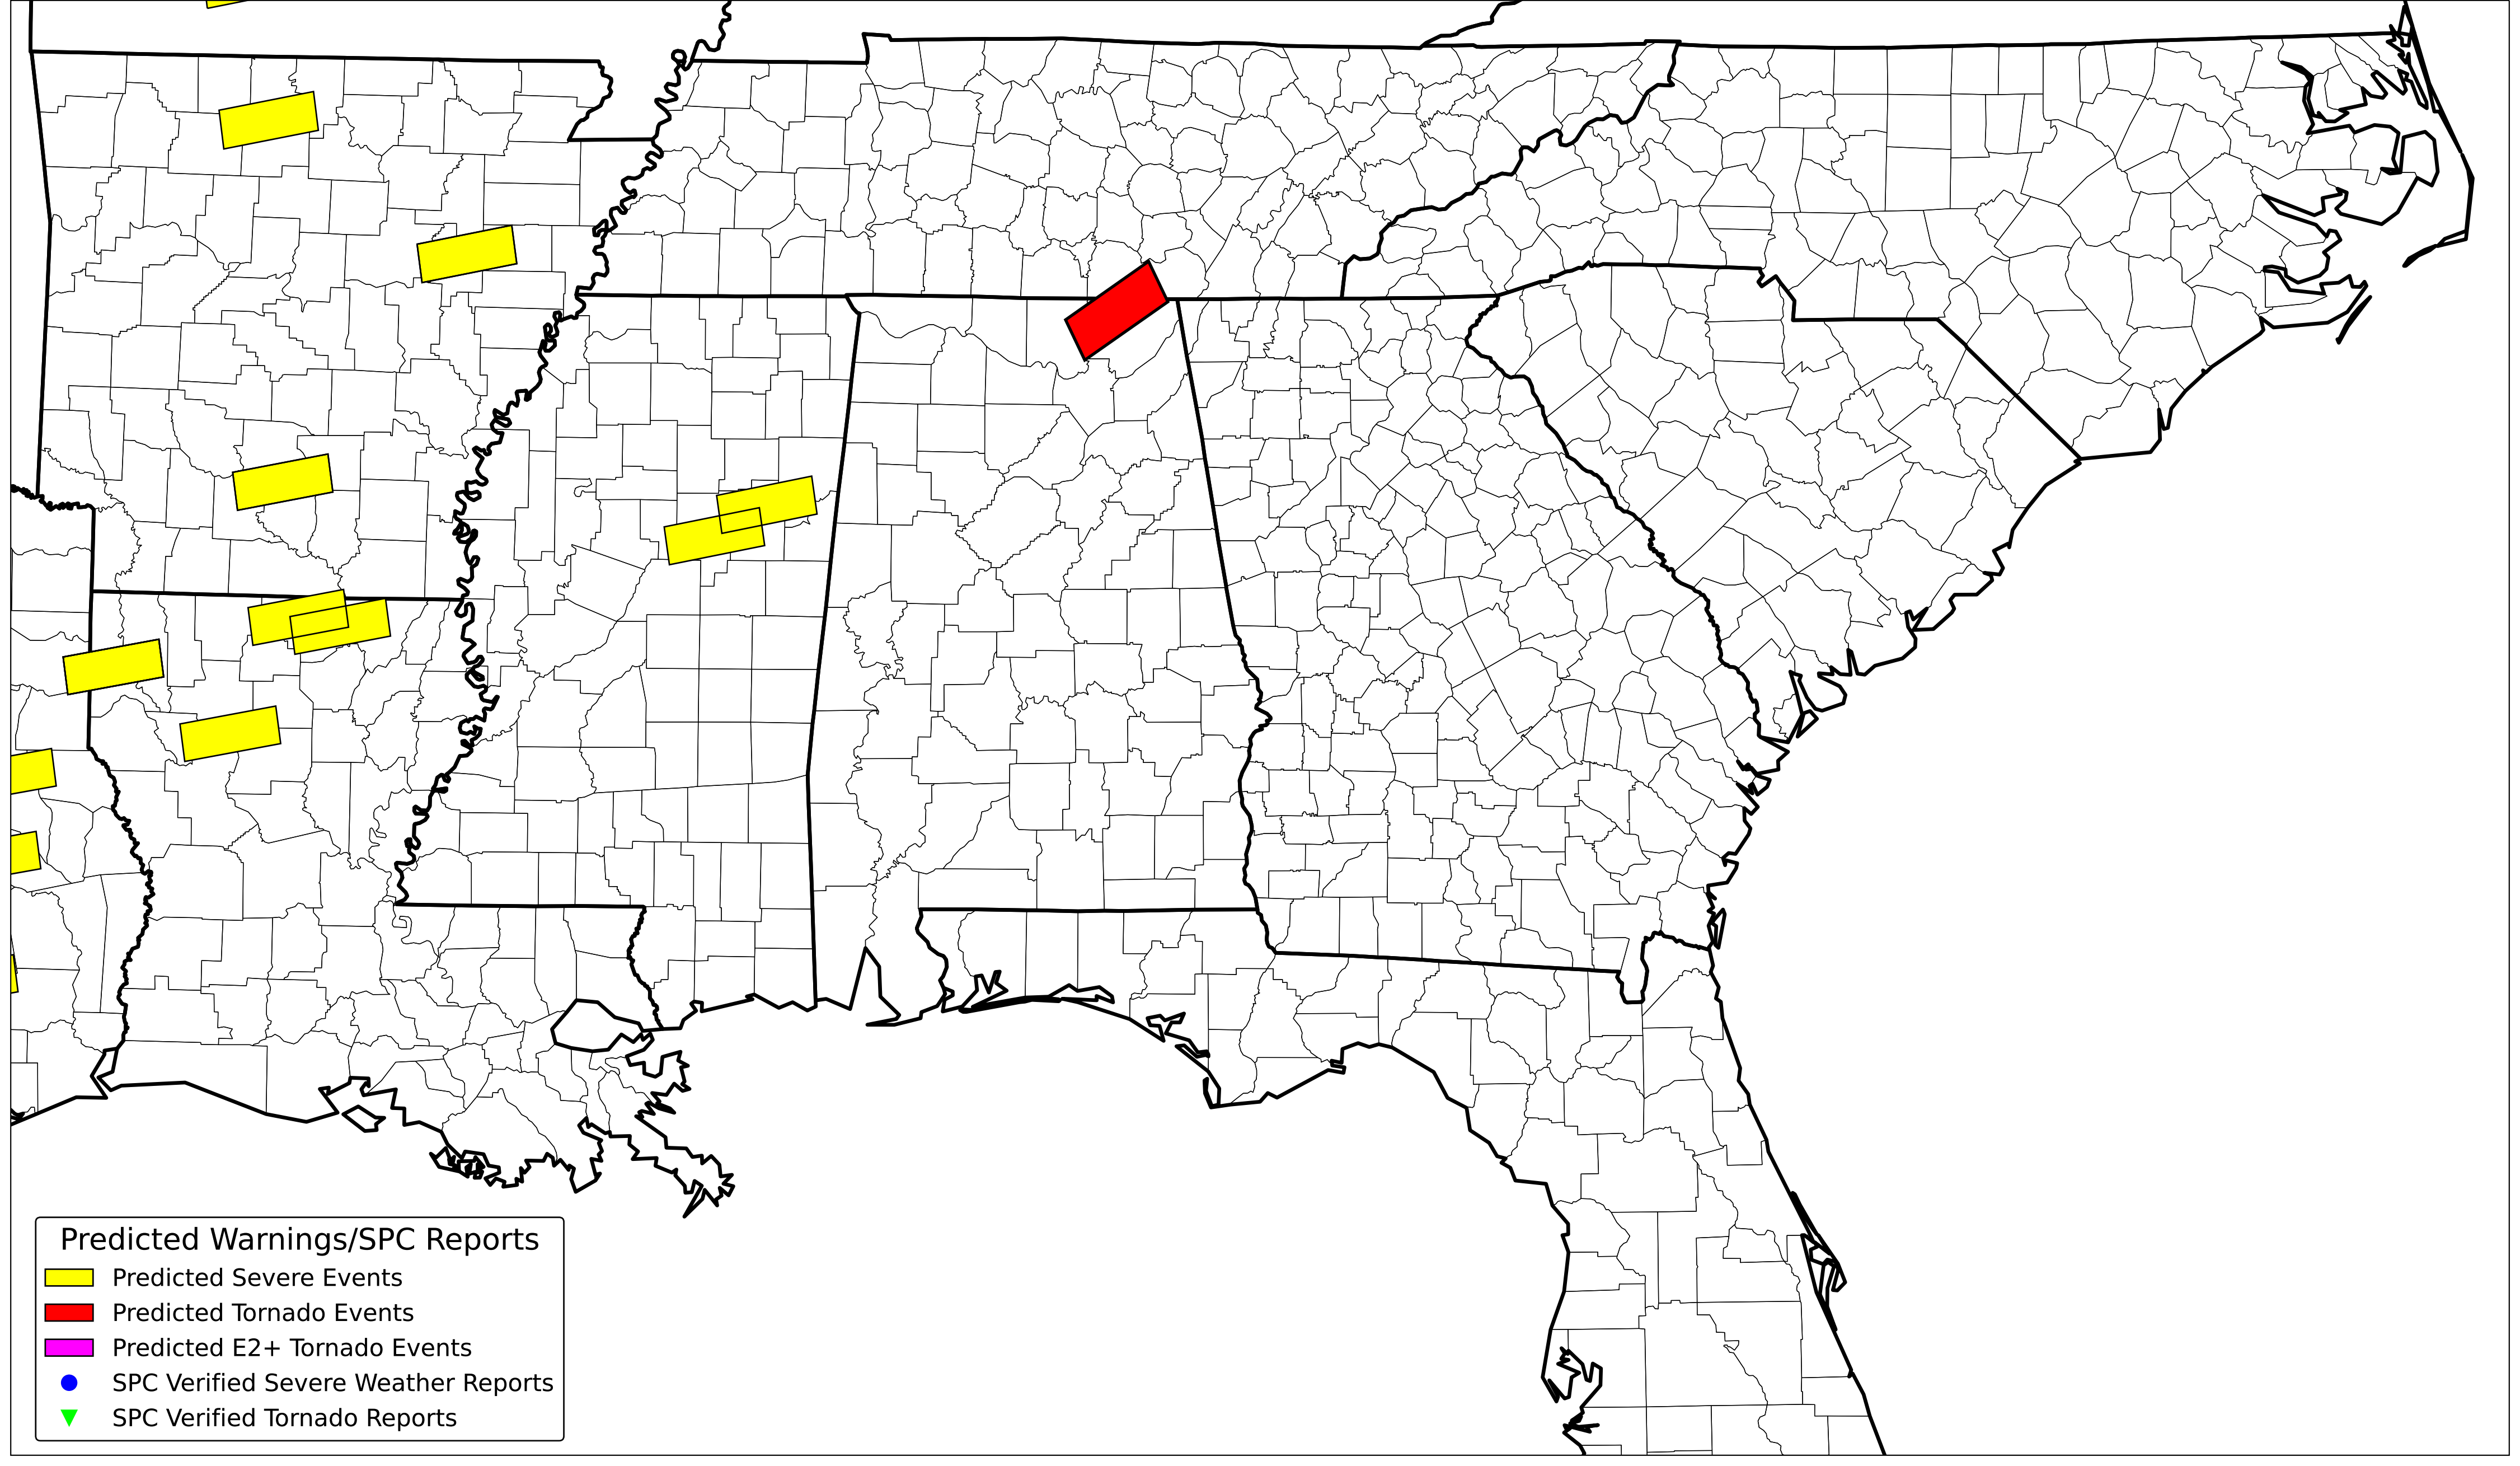 Predicted Warnings/SPC Reports
Predicted Severe Events
Predicted Tornado Events
Predicted E2+ Tornado Events
SPC Verified Severe Weather Reports
SPC Verified Tornado Reports